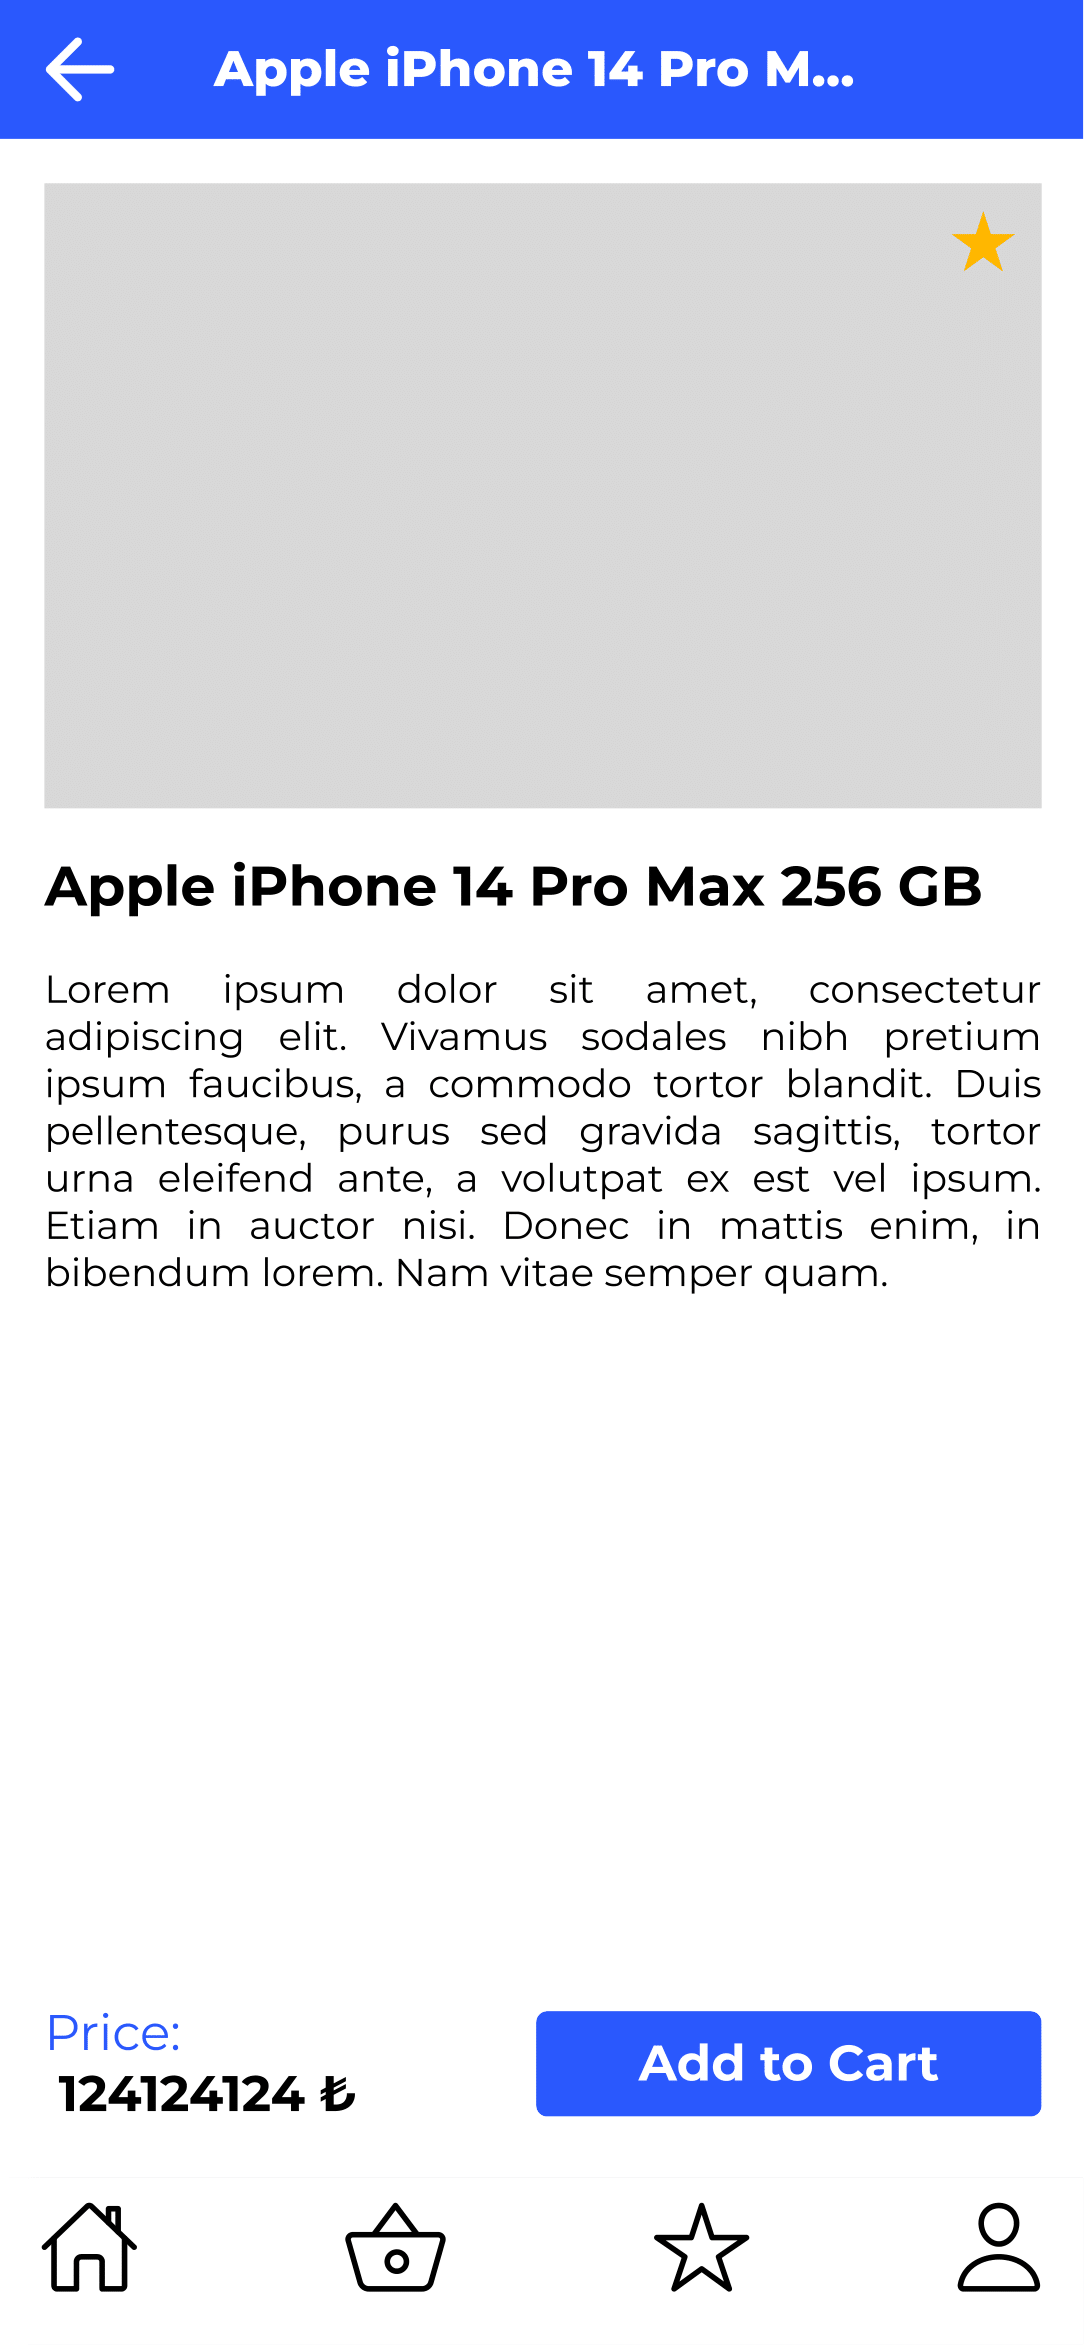 Apple iPhone 14 Pro M...
Apple iPhone 14 Pro Max 256 GB
Lorem ipsum dolor sit amet, consectetur
adipiscing elit. Vivamus sodales nibh pretium
ipsum faucibus, a commodo tortor blandit. Duis
pellentesque, purus sed gravida sagittis, tortor
urna eleifend ante, a volutpat ex est vel ipsum.
Etiam in auctor nisi. Donec in mattis enim, in
bibendum lorem. Nam vitae semper quam.
Price:
124124124 ₺
Add to Cart